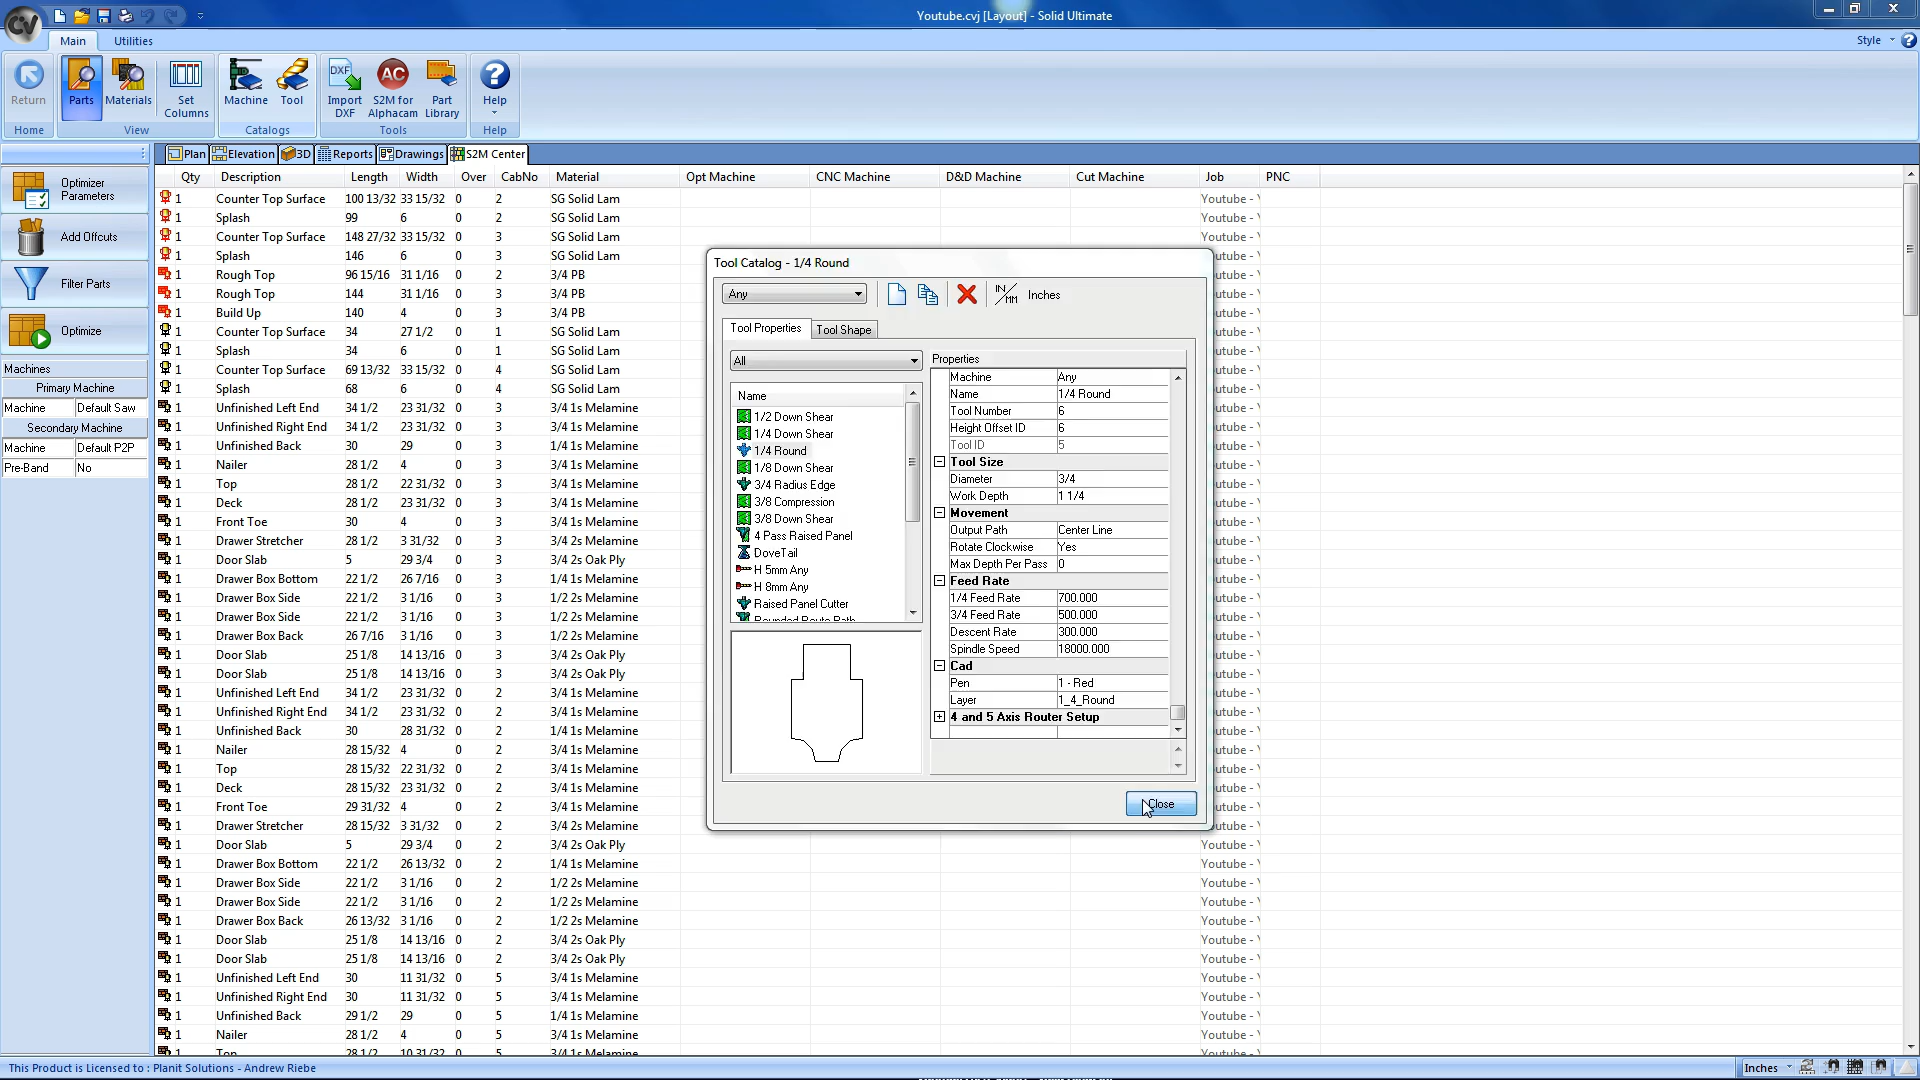 Youtube.cvj [Layout] - Solid Ultimate
Main Utilities Style
Return Parts Materials Set Columns Machine Tool Import DXF S2M for Alphacam Part Library Help
Home View Catalogs Tools Help
Plan Elevation 3D Reports Drawings S2M Center
Optimizer Parameters
Add Offcuts
Filter Parts
Optimize
Machines
Primary Machine
Machine Default Saw
Secondary Machine
Machine Default P2P
Pre-Band No
Qty Description Length Width Over CabNo Material Opt Machine CNC Machine D&D Machine Cut Machine Job PNC
1 Counter Top Surface 100 13/32 33 15/32 0 2 SG Solid Lam Youtube -
1 Splash 99 6 0 2 SG Solid Lam Youtube -
1 Counter Top Surface 148 27/32 33 15/32 0 3 SG Solid Lam Youtube -
1 Splash 146 6 0 3 SG Solid Lam
1 Rough Top 96 15/16 31 1/16 0 2 3/4 PB
1 Rough Top 144 31 1/16 0 3 3/4 PB
1 Build Up 140 4 0 3 3/4 PB
1 Counter Top Surface 34 27 1/2 0 1 SG Solid Lam
1 Splash 34 6 0 1 SG Solid Lam
1 Counter Top Surface 69 13/32 33 15/32 0 4 SG Solid Lam
1 Splash 68 6 0 4 SG Solid Lam
1 Unfinished Left End 34 1/2 23 31/32 0 3 3/4 1s Melamine
1 Unfinished Right End 34 1/2 23 31/32 0 3 3/4 1s Melamine
1 Unfinished Back 30 29 0 3 1/4 1s Melamine
1 Nailer 28 1/2 4 0 3 3/4 1s Melamine
1 Top 28 1/2 22 31/32 0 3 3/4 1s Melamine
1 Deck 28 1/2 23 31/32 0 3 3/4 1s Melamine
1 Front Toe 30 4 0 3 3/4 1s Melamine
1 Drawer Stretcher 28 1/2 3 31/32 0 3 3/4 1s Melamine
1 Door Slab 5 29 3/4 0 3 3/4 2s Oak Ply
1 Drawer Box Bottom 22 1/2 26 7/16 0 3 1/4 1s Melamine
1 Drawer Box Side 22 1/2 3 1/16 0 3 1/2 2s Melamine
1 Drawer Box Side 22 1/2 3 1/16 0 3 1/2 2s Melamine
1 Drawer Box Back 26 7/16 3 1/16 0 3 1/2 2s Melamine
1 Door Slab 25 1/8 14 13/16 0 3 3/4 2s Oak Ply
1 Door Slab 25 1/8 14 13/16 0 3 3/4 2s Oak Ply
1 Unfinished Left End 34 1/2 23 31/32 0 2 3/4 1s Melamine
1 Unfinished Right End 34 1/2 23 31/32 0 2 3/4 1s Melamine
1 Unfinished Back 30 28 31/32 0 2 1/4 1s Melamine
1 Nailer 28 15/32 4 0 2 3/4 1s Melamine
1 Top 28 15/32 22 31/32 0 2 3/4 1s Melamine
1 Deck 28 15/32 23 31/32 0 2 3/4 1s Melamine
1 Front Toe 29 31/32 4 0 2 3/4 1s Melamine
1 Drawer Stretcher 28 15/32 3 31/32 0 2 3/4 1s Melamine
1 Door Slab 5 29 3/4 0 2 3/4 2s Oak Ply Youtube -
1 Drawer Box Bottom 22 1/2 26 13/32 0 2 1/4 1s Melamine Youtube -
1 Drawer Box Side 22 1/2 3 1/16 0 2 1/2 2s Melamine Youtube -
1 Drawer Box Side 22 1/2 3 1/16 0 2 1/2 2s Melamine Youtube -
1 Drawer Box Back 26 13/32 3 1/16 0 2 1/2 2s Melamine Youtube -
1 Door Slab 25 1/8 14 13/16 0 2 3/4 2s Oak Ply Youtube -
1 Door Slab 25 1/8 14 13/16 0 2 3/4 2s Oak Ply Youtube -
1 Unfinished Left End 30 11 31/32 0 5 3/4 1s Melamine Youtube -
1 Unfinished Right End 30 11 31/32 0 5 3/4 1s Melamine Youtube -
1 Unfinished Back 29 1/2 29 0 5 1/4 1s Melamine Youtube -
1 Nailer 28 1/2 4 0 5 3/4 1s Melamine Youtube -
1 Top 28 1/2 10 31/32 0 5 3/4 1s Melamine Youtube -
Tool Catalog - 1/4 Round
Any IN/MM Inches
Tool Properties Tool Shape
All
Name
1/2 Down Shear
1/4 Down Shear
1/4 Round
1/8 Down Shear
3/4 Radius Edge
3/8 Compression
3/8 Down Shear
4 Pass Raised Panel
DoveTail
H 5mm Any
H 8mm Any
Raised Panel Cutter
Rounded Route Path
Properties
Machine Any
Name 1/4 Round
Tool Number 6
Height Offset ID 6
Tool ID 5
Tool Size
Diameter 3/4
Work Depth 1 1/4
Movement
Output Path Center Line
Rotate Clockwise Yes
Max Depth Per Pass 0
Feed Rate
1/4 Feed Rate 700.000
3/4 Feed Rate 500.000
Descent Rate 300.000
Spindle Speed 18000.000
Cad
Pen 1 - Red
Layer 1_4_Round
4 and 5 Axis Router Setup
Close
This Product is Licensed to : Planit Solutions - Andrew Riebe Inches